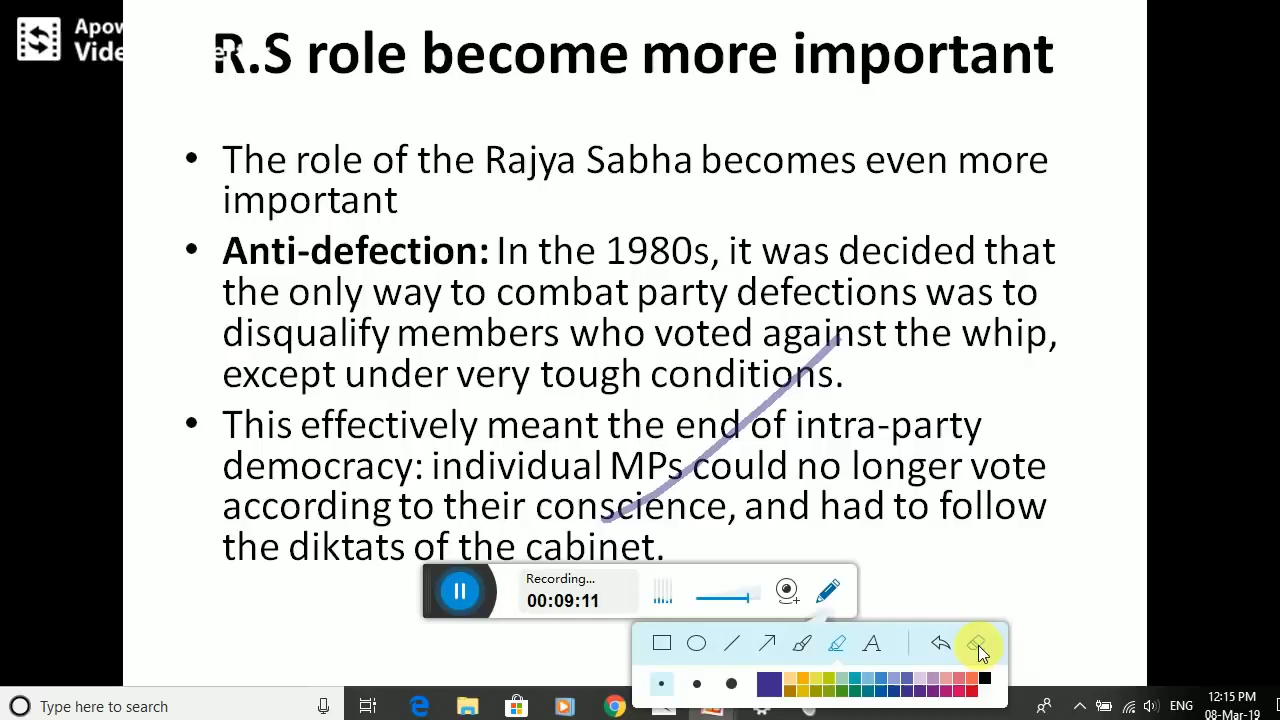 Apow
Vide
R.S role become more important
• The role of the Rajya Sabha becomes even more
important
• Anti-defection: In the 1980s, it was decided that
the only way to combat party defections was to
disqualify members who voted against the whip,
except under very tough conditions.
• This effectively meant the end of intra-party
democracy: individual MPs could no longer vote
according to their conscience, and had to follow
the diktats of the cabinet.
Recording...
00:09:11
A
Type here to search
ENG
12:15 PM
08-Mar-19